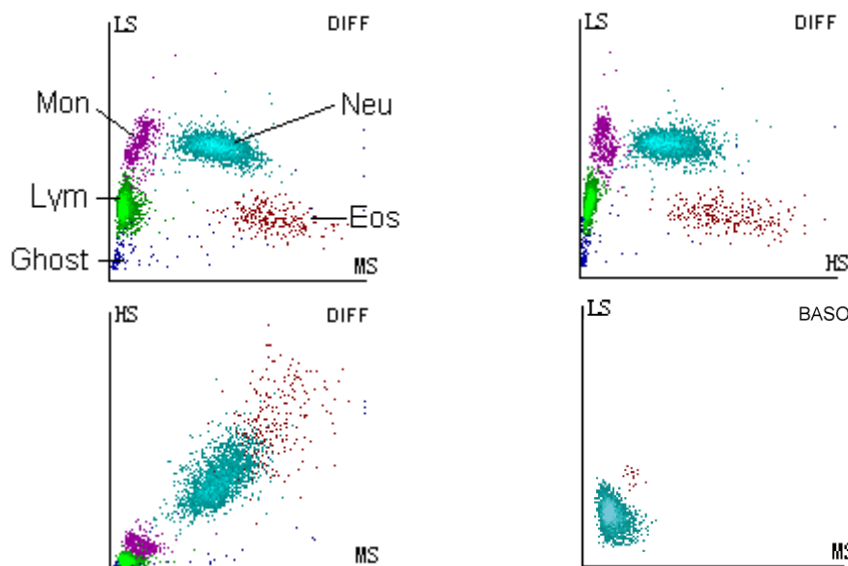 LS DIFF
Mon
Neu
Lym
Eos
Ghost
MS
LS DIFF
HS
HS DIFF
MS
LS BASO
MS